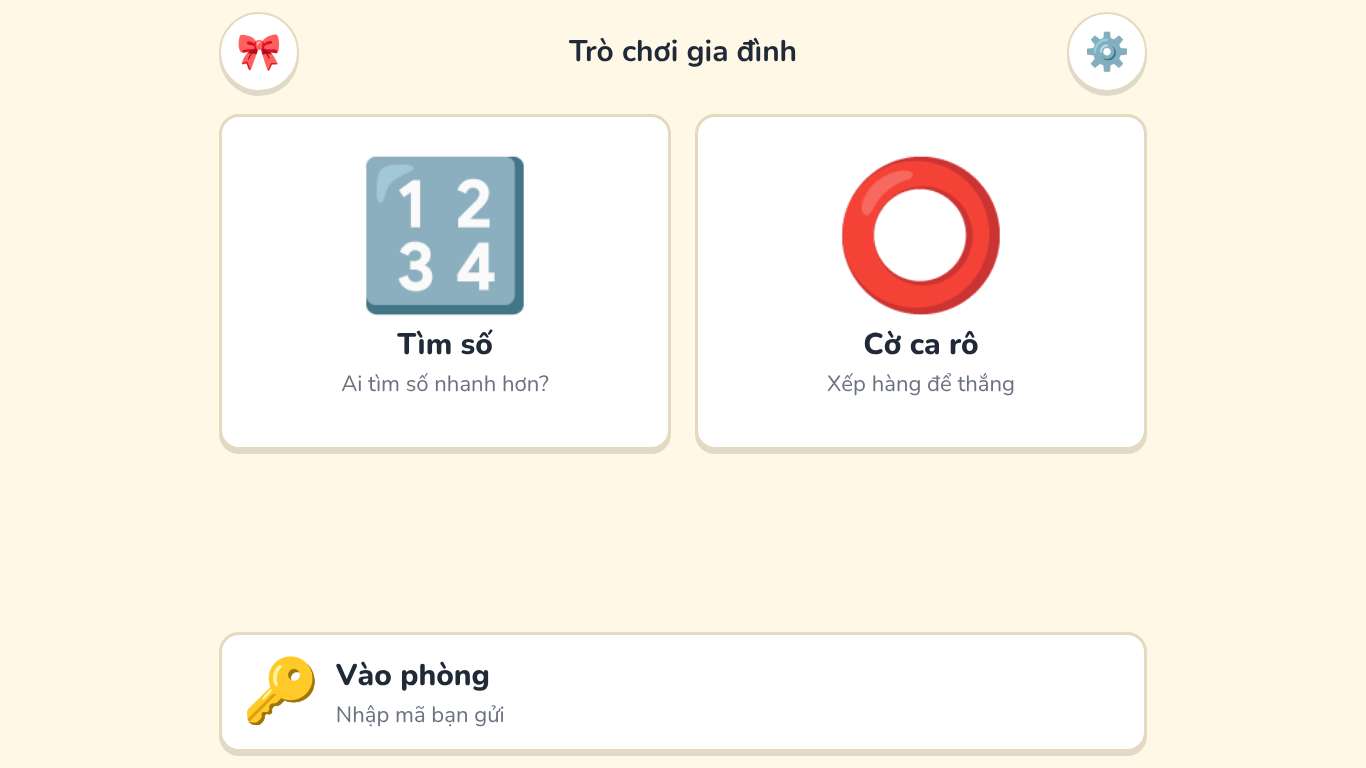 Trò chơi gia đình
1 2
3 4
Tìm số
Ai tìm số nhanh hơn?
Cờ ca rô
Xếp hàng để thắng
Vào phòng
Nhập mã bạn gửi